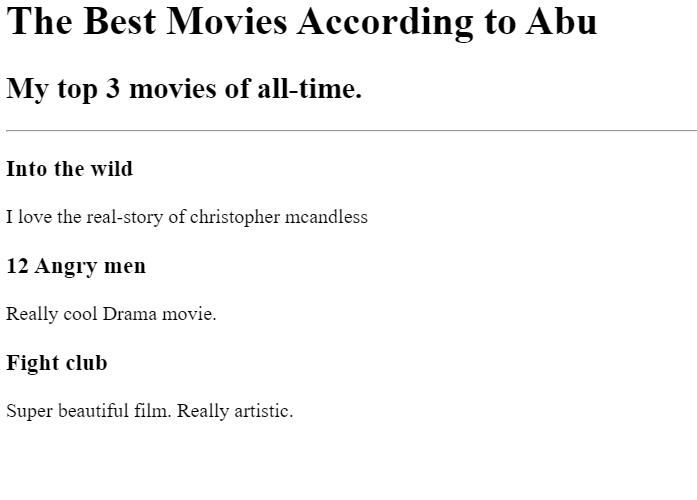 The Best Movies According to Abu
My top 3 movies of all-time.
Into the wild
I love the real-story of christopher mcandless
12 Angry men
Really cool Drama movie.
Fight club
Super beautiful film. Really artistic.